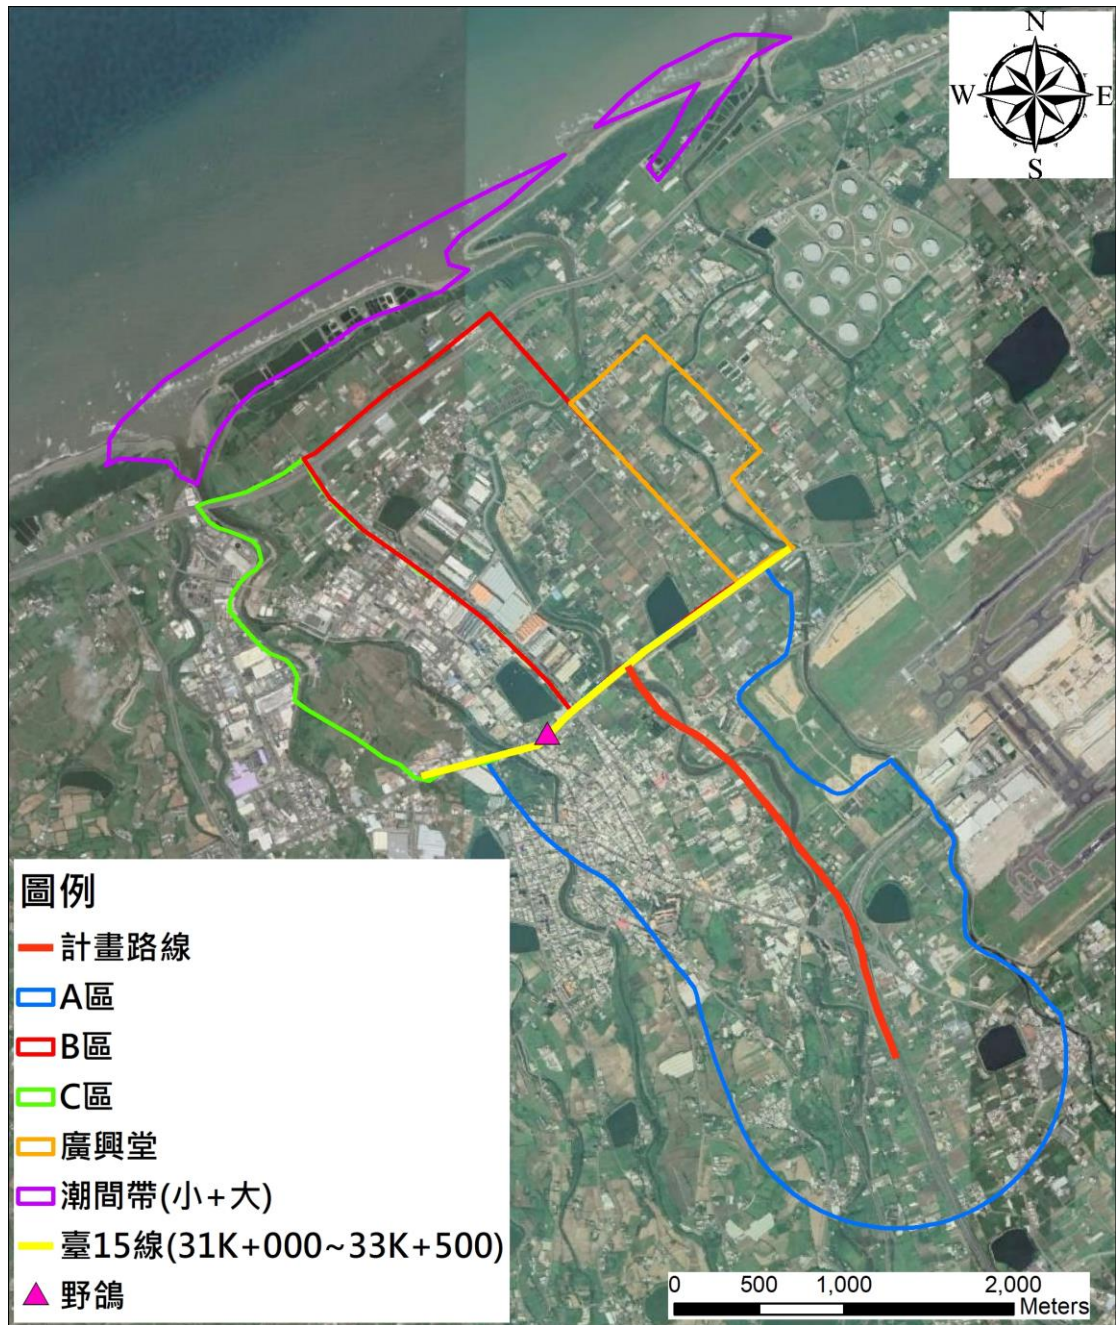 N
W E
S
圖例
計畫路線
A區
B區
C區
廣興堂
潮間帶(小+大)
臺15線(31K+000~33K+500)
野鴿
0 500 1,000 2,000
Meters